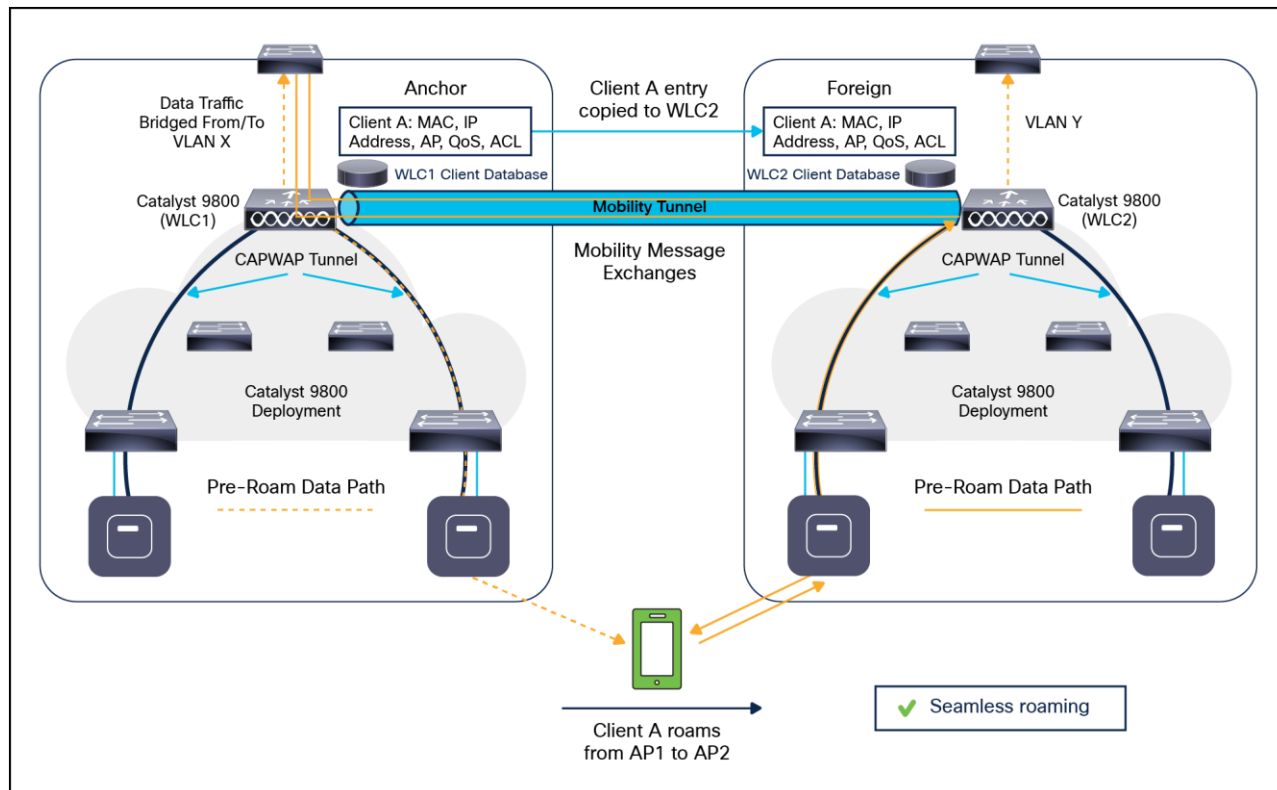 Data Traffic
Bridged From/To
VLAN X
Anchor
Client A: MAC, IP
Address, AP, QoS, ACL
WLC1 Client Database
Client A entry
copied to WLC2
Foreign
Client A: MAC, IP
Address, AP, QoS, ACL
WLC2 Client Database
VLAN Y
Catalyst 9800
(WLC1)
Mobility Tunnel
Catalyst 9800
(WLC2)
Mobility Message
Exchanges
CAPWAP Tunnel
CAPWAP Tunnel
Catalyst 9800
Deployment
Catalyst 9800
Deployment
Pre-Roam Data Path
Pre-Roam Data Path
Client A roams
from AP1 to AP2
Seamless roaming